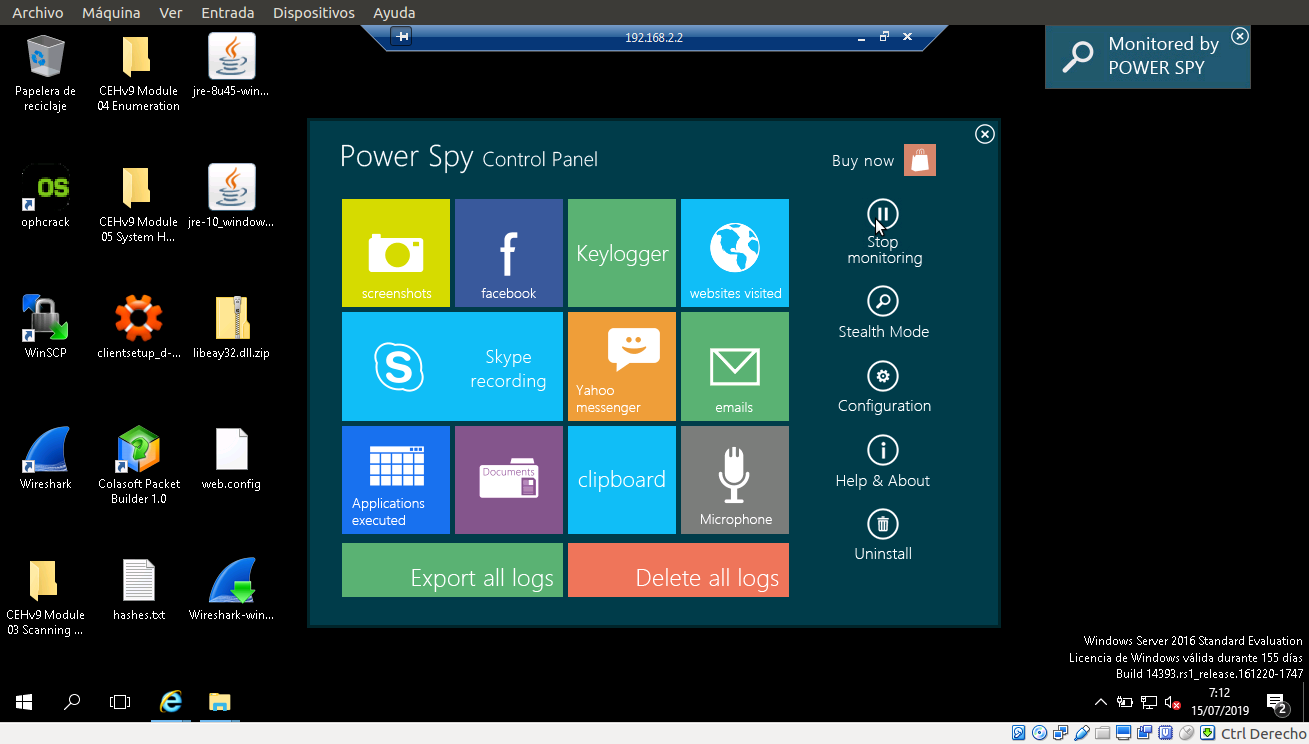 Archivo Máquina Ver Entrada Dispositivos Ayuda
192.168.2.2
Monitored by
POWER SPY
Papelera de
reciclaje
CEHv9 Module
04 Enumeration
jre-8u45-win...
Power Spy Control Panel
Buy now
OS
ophcrack
CEHv9 Module
05 System H...
jre-10_window...
screenshots
f
facebook
Keylogger
websites visited
Stop
monitoring
Stealth Mode
WinSCP
clientsetup_d-...
libeay32.dll.zip
S
Skype
recording
Yahoo
messenger
emails
Configuration
Wireshark
Colasoft Packet
Builder 1.0
web.config
Applications
executed
Documents
clipboard
Microphone
Help & About
Uninstall
Export all logs
Delete all logs
CEHv9 Module
03 Scanning ...
hashes.txt
Wireshark-win...
Windows Server 2016 Standard Evaluation
Licencia de Windows válida durante 155 días
Build 14393.rs1_release.161220-1747
7:12
15/07/2019
2
Ctrl Derecho